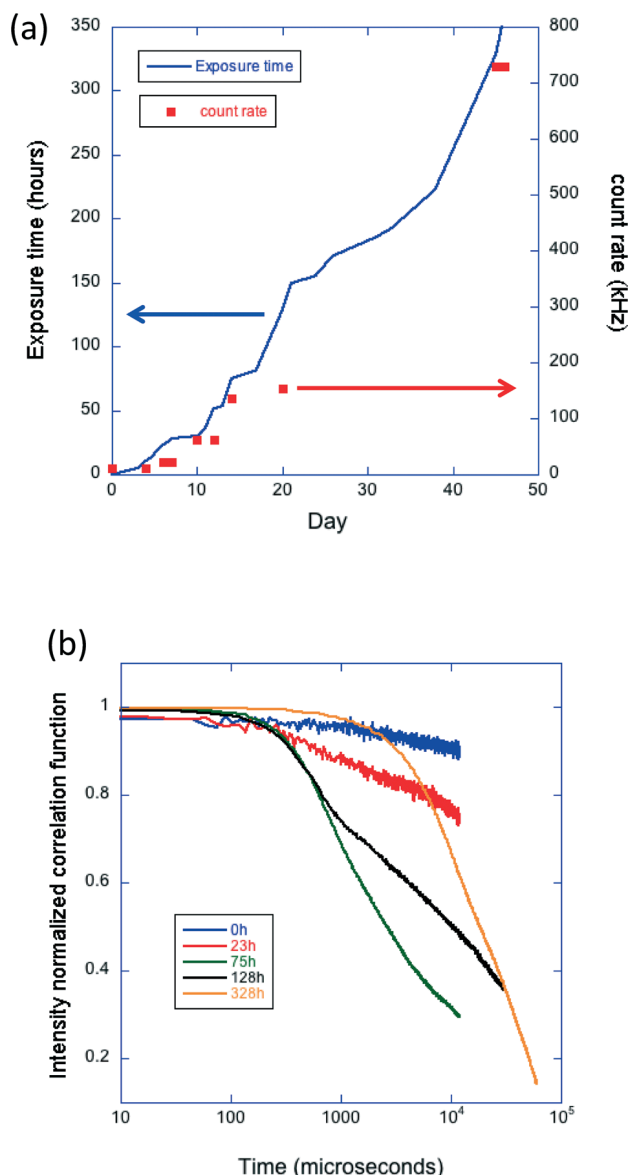 (a)
350
300
250
200
150
100
50
0
Exposure time (hours)
Exposure time
count rate
800
700
600
500
400
300
200
100
0
count rate (kHz)
0
10
20
30
40
50
Day
(b)
1
0.8
0.6
0.4
0.2
Intensity normalized correlation function
0h
23h
75h
128h
328h
10
100
1000
10⁴
10⁵
Time (microseconds)